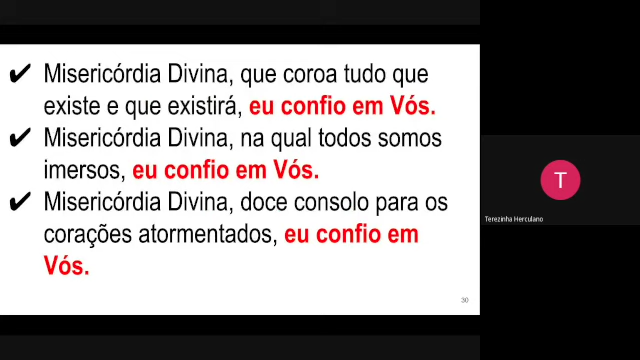 ✔ Misericórdia Divina, que coroa tudo que
existe e que existirá, eu confio em Vós.
✔ Misericórdia Divina, na qual todos somos
imersos, eu confio em Vós.
✔ Misericórdia Divina, doce consolo para os
corações atormentados, eu confio em
Vós.
30
T
Terezinha Herculano